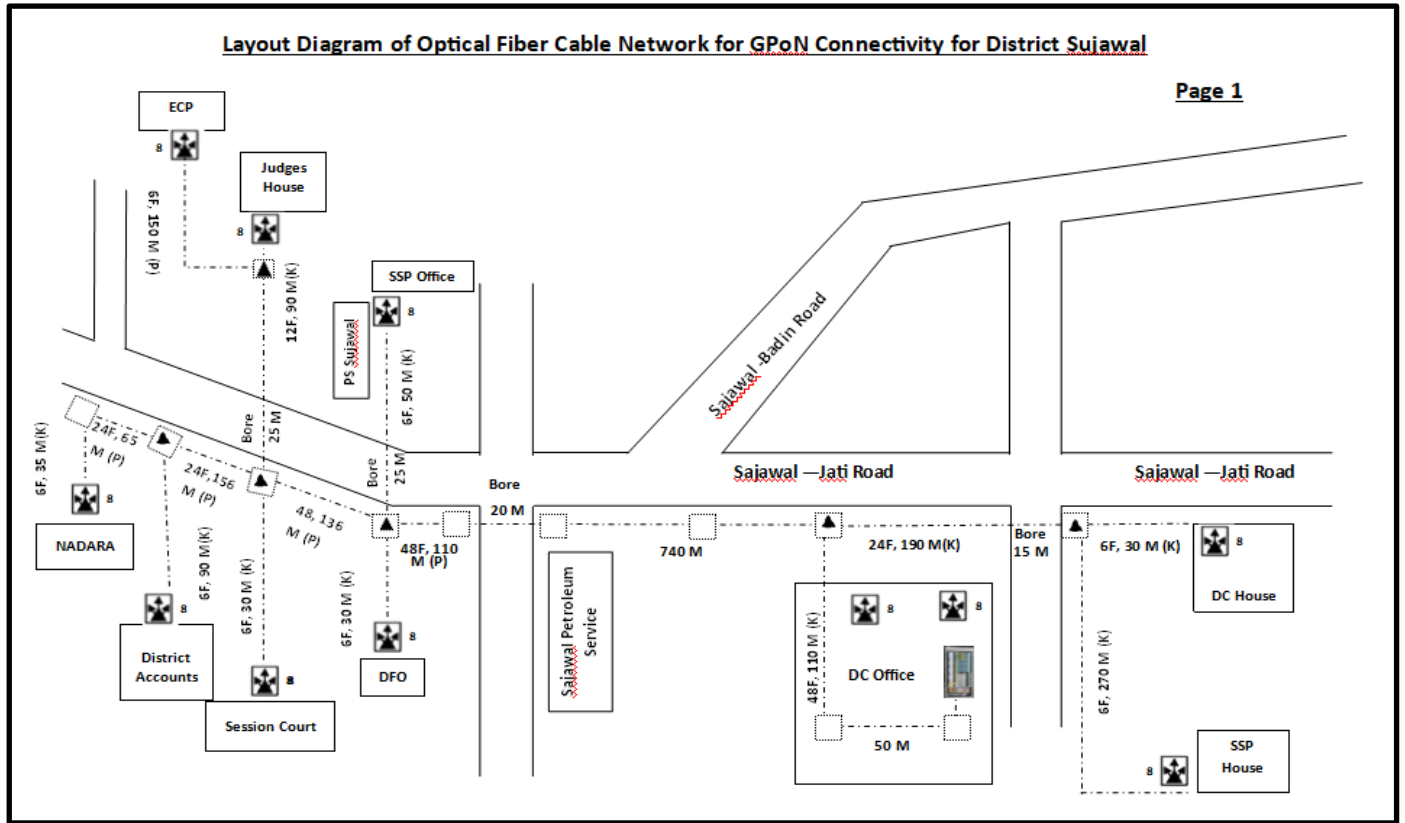 Layout Diagram of Optical Fiber Cable Network for GPoN Connectivity for District Sujawal
Page 1
ECP
8
Judges
House
8
6F, 150 M (P)
12F, 90 M(K)
SSP Office
8
PS Sujawal
6F, 50 M (K)
Sajawal -Badin Road
Bore
25 M
Bore
25 M
24F, 65
M (P)
24F,156
M (P)
48, 136
M (P)
6F, 35 M(K)
8
NADARA
6F, 90 M(K)
8
District
Accounts
6F, 30 M (K)
8
Session Court
6F, 30 M (K)
8
DFO
48F, 110
M (P)
Bore
20 M
Sajawal Petroleum
Service
740 M
Sajawal —Jati Road
Sajawal —Jati Road
24F, 190 M(K)
Bore
15 M
6F, 30 M (K)
8
DC House
48F, 110 M (K)
8
8
DC Office
50 M
6F, 270 M (K)
8
SSP
House